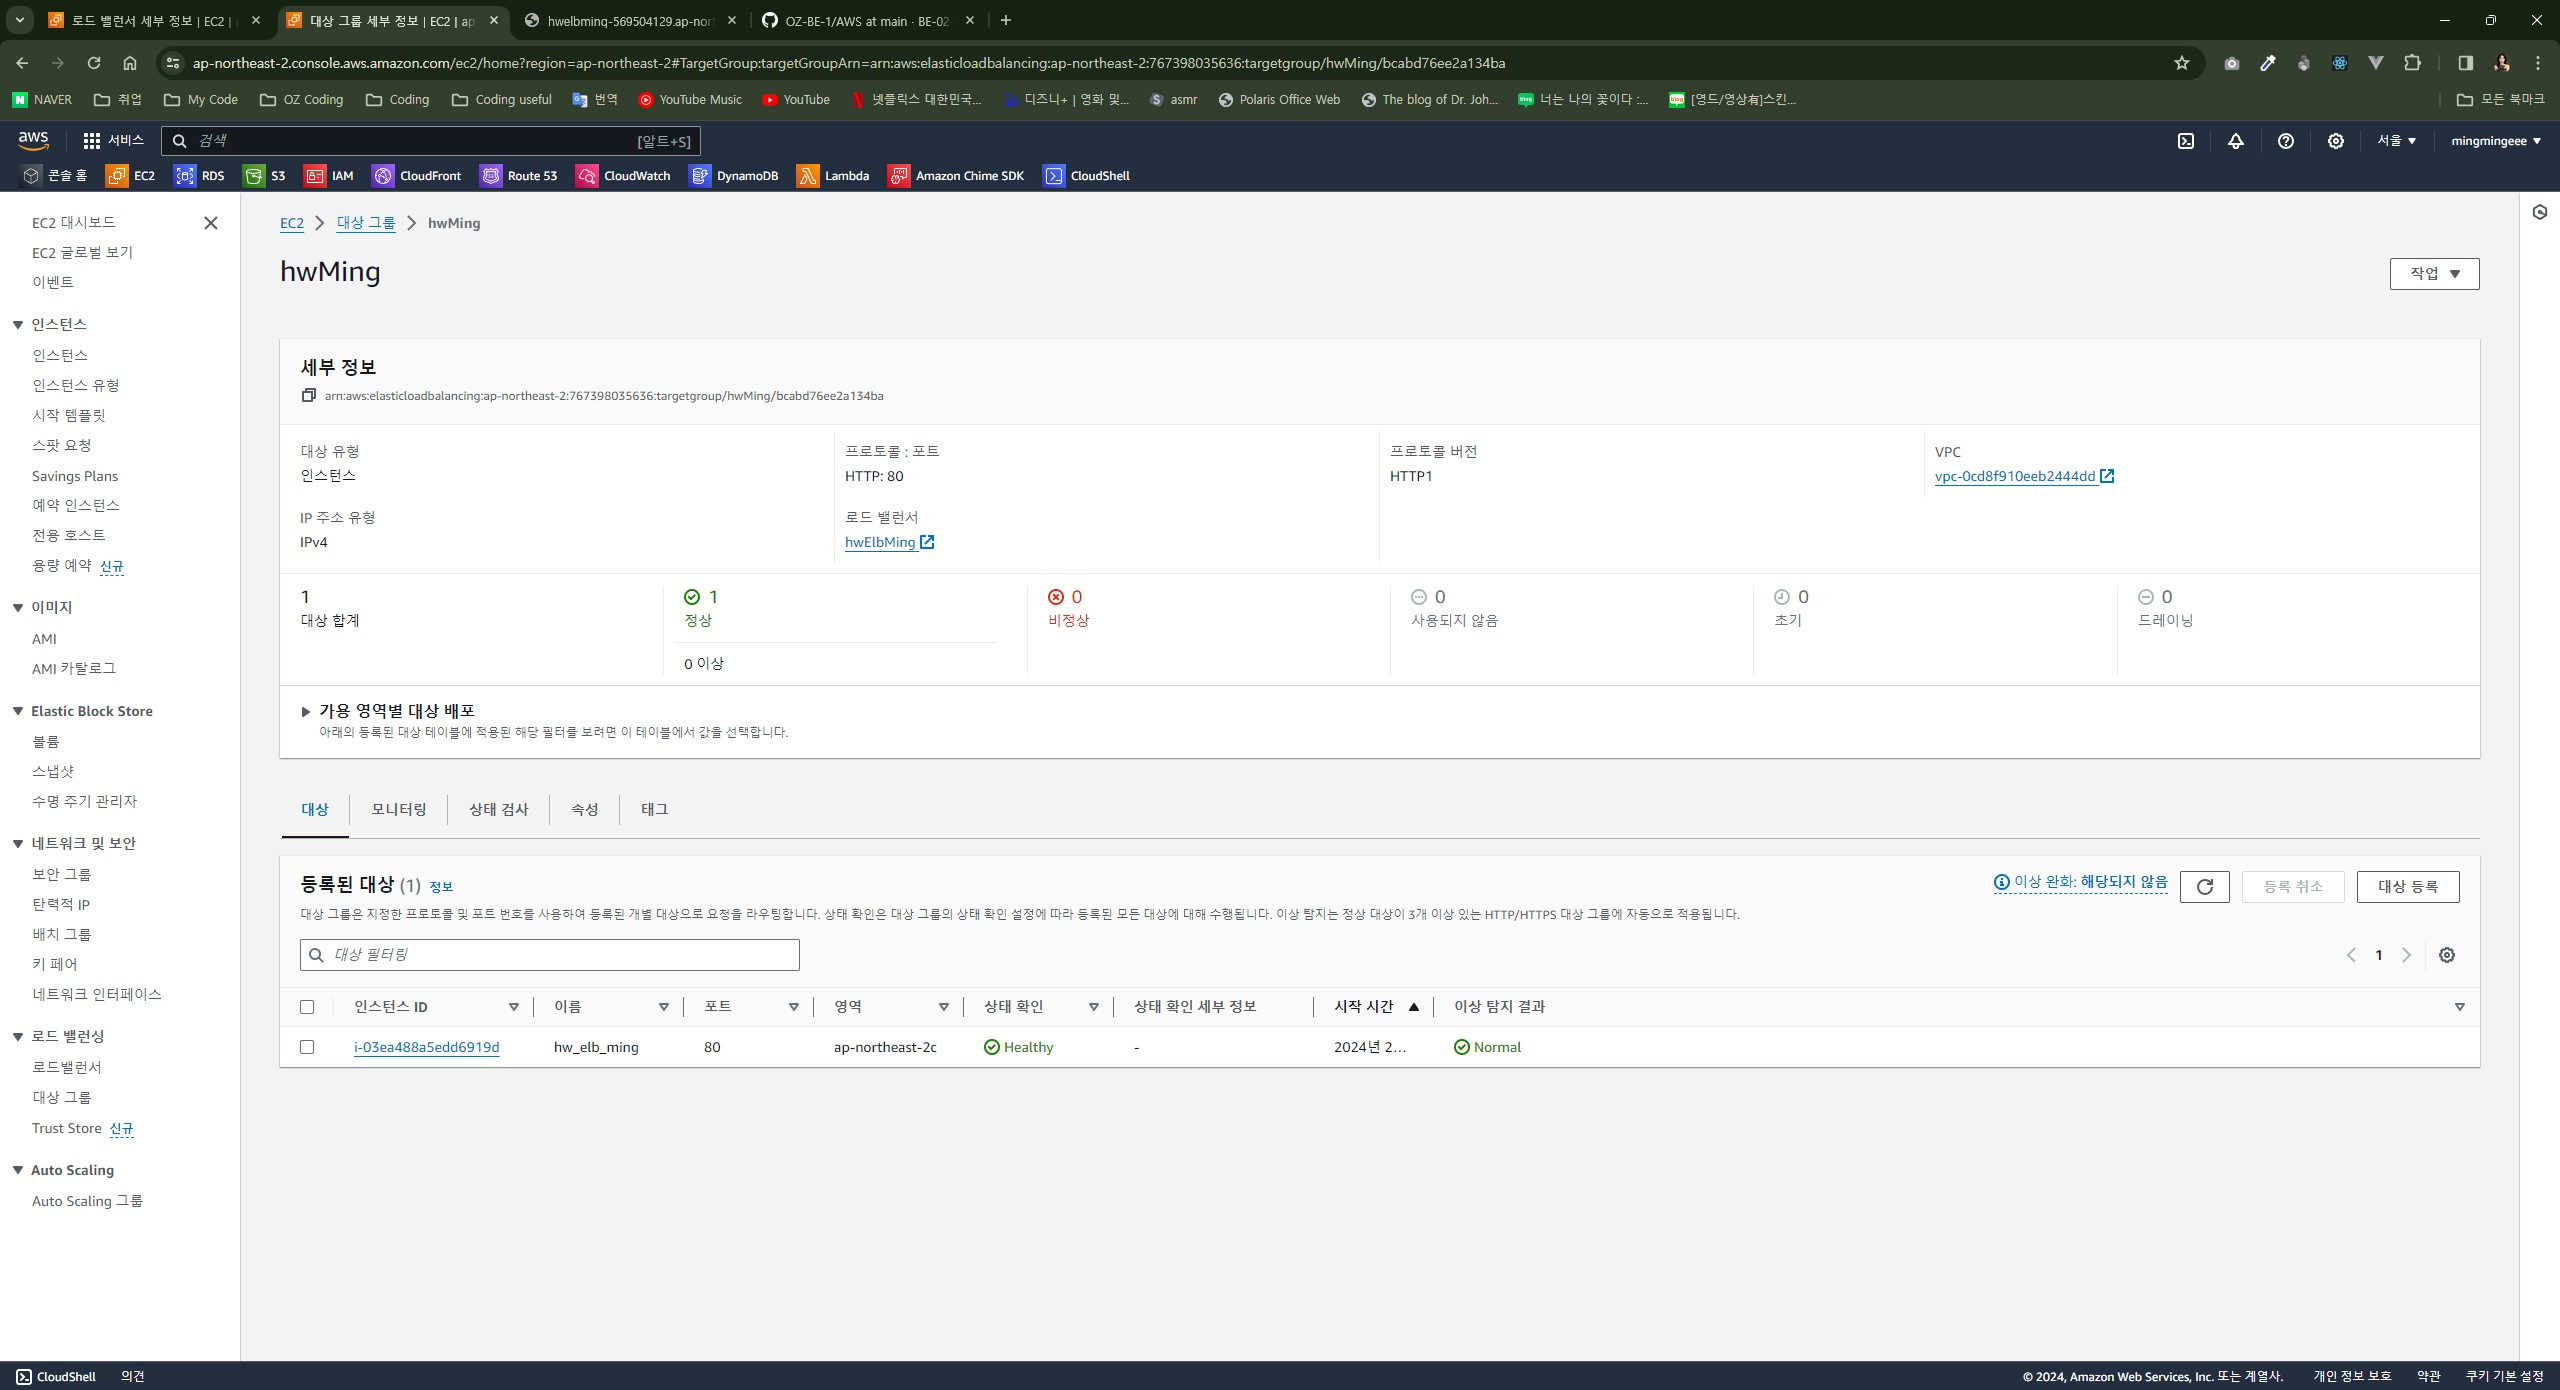 로드 밸런서 세부 정보 | EC2 |
대상 그룹 세부 정보 | EC2 | ap
hwelbming-569504129.ap-nort
OZ-BE-1/AWS at main · BE-02-
ap-northeast-2.console.aws.amazon.com/ec2/home?region=ap-northeast-2#TargetGroup:targetGroupArn=arn:aws:elasticloadbalancing:ap-northeast-2:767398035636:targetgroup/hwMing/bcabd76ee2a134ba
NAVER 취업 My Code OZ Coding Coding Coding useful 번역 YouTube Music YouTube 넷플릭스 대한민국... 디즈니+ | 영화 및... asmr Polaris Office Web The blog of Dr. Joh... 너는 나의 꽃이다 :... [영드/영상有]스킨... 모든 북마크
aws 서비스 검색 [알트+S] 서울 mingmingeee
콘솔 홈 EC2 RDS S3 IAM CloudFront Route 53 CloudWatch DynamoDB Lambda Amazon Chime SDK CloudShell
EC2 대시보드
EC2 글로벌 보기
이벤트
인스턴스
인스턴스
인스턴스 유형
시작 템플릿
스팟 요청
Savings Plans
예약 인스턴스
전용 호스트
용량 예약 신규
이미지
AMI
AMI 카탈로그
Elastic Block Store
볼륨
스냅샷
수명 주기 관리자
네트워크 및 보안
보안 그룹
탄력적 IP
배치 그룹
키 페어
네트워크 인터페이스
로드 밸런싱
로드밸런서
대상 그룹
Trust Store 신규
Auto Scaling
Auto Scaling 그룹
EC2 대상 그룹 hwMing
hwMing
작업
세부 정보
arn:aws:elasticloadbalancing:ap-northeast-2:767398035636:targetgroup/hwMing/bcabd76ee2a134ba
대상 유형
인스턴스
프로토콜 : 포트
HTTP: 80
프로토콜 버전
HTTP1
VPC
vpc-0cd8f910eeb2444dd
IP 주소 유형
IPv4
로드 밸런서
hwElbMing
1
대상 합계
1
정상
0 이상
0
비정상
0
사용되지 않음
0
초기
0
드레이닝
가용 영역별 대상 배포
아래의 등록된 대상 테이블에 적용된 해당 필터를 보려면 이 테이블에서 값을 선택합니다.
대상 모니터링 상태 검사 속성 태그
등록된 대상 (1) 정보
이상 완화: 해당되지 않음
등록 취소
대상 등록
대상 그룹은 지정한 프로토콜 및 포트 번호를 사용하여 등록된 개별 대상으로 요청을 라우팅합니다. 상태 확인은 대상 그룹의 상태 확인 설정에 따라 등록된 모든 대상에 대해 수행됩니다. 이상 탐지는 정상 대상이 3개 이상 있는 HTTP/HTTPS 대상 그룹에 자동으로 적용됩니다.
대상 필터링
1
인스턴스 ID 이름 포트 영역 상태 확인 상태 확인 세부 정보 시작 시간 이상 탐지 결과
i-03ea488a5edd6919d hw_elb_ming 80 ap-northeast-2c Healthy - 2024년 2... Normal
CloudShell 의견
© 2024, Amazon Web Services, Inc. 또는 계열사. 개인 정보 보호 약관 쿠키 기본 설정